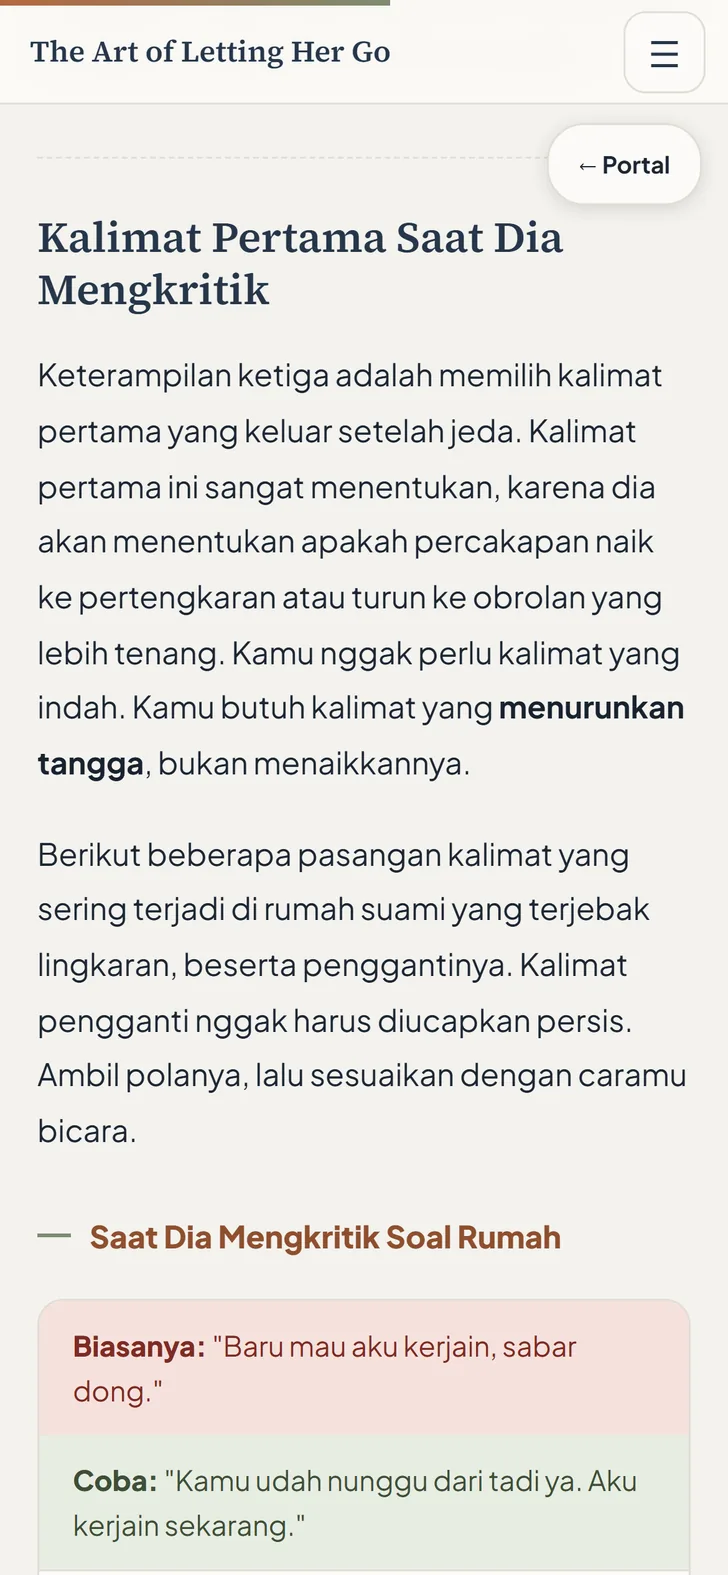 The Art of Letting Her Go
☰
← Portal
Kalimat Pertama Saat Dia
Mengkritik
Keterampilan ketiga adalah memilih kalimat
pertama yang keluar setelah jeda. Kalimat
pertama ini sangat menentukan, karena dia
akan menentukan apakah percakapan naik
ke pertengkaran atau turun ke obrolan yang
lebih tenang. Kamu nggak perlu kalimat yang
indah. Kamu butuh kalimat yang menurunkan
tangga, bukan menaikkannya.
Berikut beberapa pasangan kalimat yang
sering terjadi di rumah suami yang terjebak
lingkaran, beserta penggantinya. Kalimat
pengganti nggak harus diucapkan persis.
Ambil polanya, lalu sesuaikan dengan caramu
bicara.
Saat Dia Mengkritik Soal Rumah
Biasanya: "Baru mau aku kerjain, sabar
dong."
Coba: "Kamu udah nunggu dari tadi ya. Aku
kerjain sekarang."